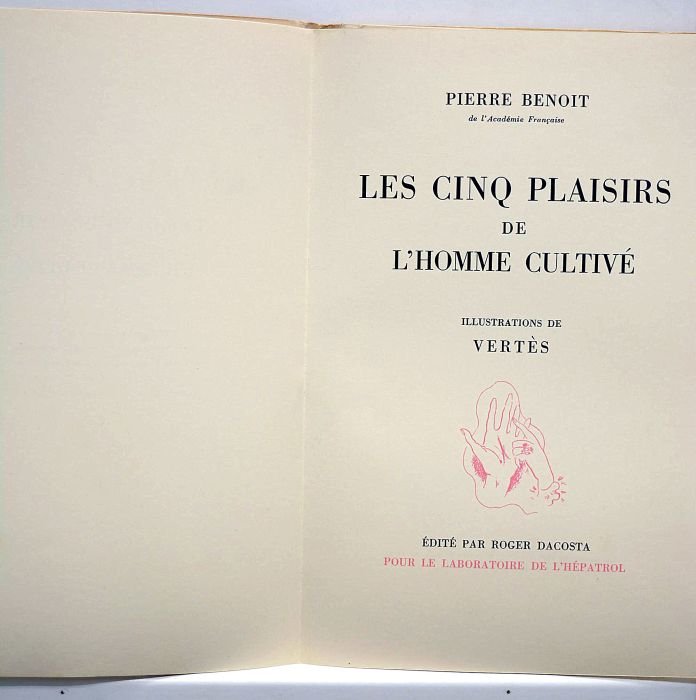 PIERRE BENOIT
de l'Académie Française
LES CINQ PLAISIRS
DE
L'HOMME CULTIVÉ
ILLUSTRATIONS DE
VERTÈS
ÉDITÉ PAR ROGER DACOSTA
POUR LE LABORATOIRE DE L'HÉPATROL